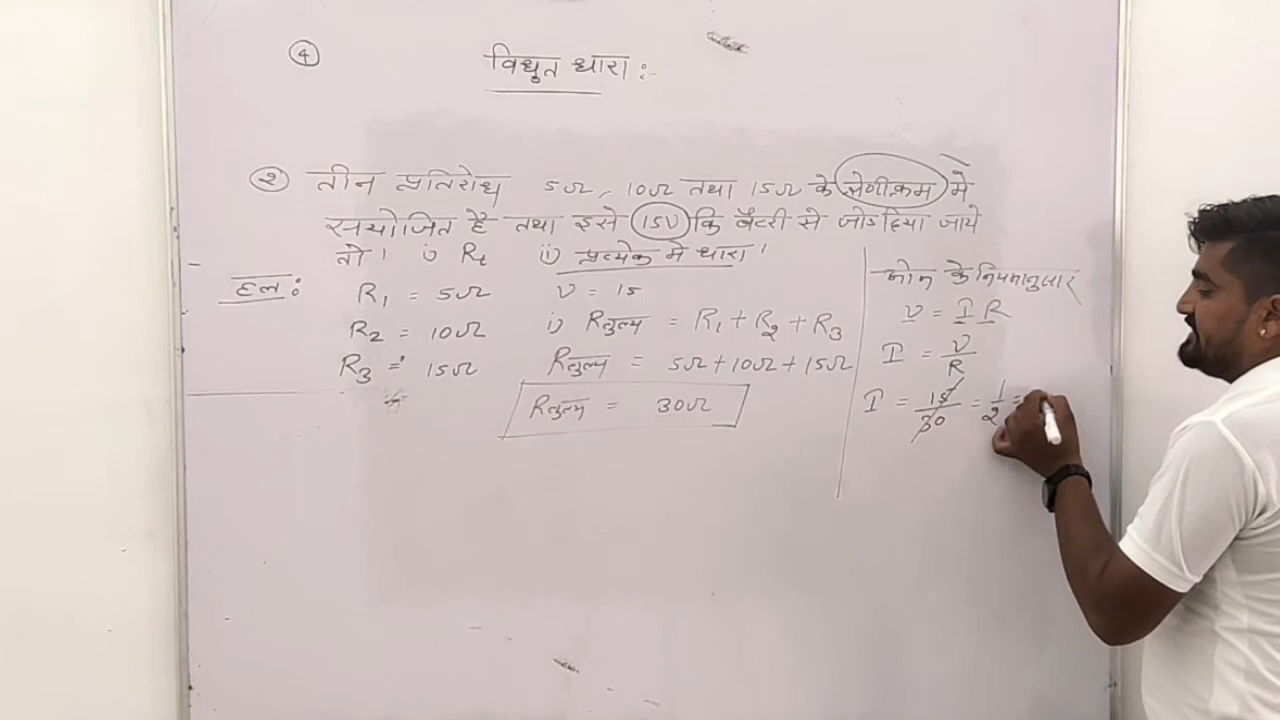 ④
विधुत धारा :-
② तीन प्रतिरोध 5Ω, 10Ω तथा 15Ω के श्रेणीक्रम मे
सयोजित है तथा इसे 15V कि बैटरी से जोड दिया जाये
तो । i) Rt ii) प्रत्येक मे धारा ।
हल :
R₁ = 5Ω V = 15
R₂ = 10Ω i) Rतुल्य = R₁ + R₂ + R₃
R₃ = 15Ω Rतुल्य = 5Ω + 10Ω + 15Ω
Rतुल्य = 30Ω
ओम के नियमानुसार
V = I R
I = V/R
I = 15/30 = 1/2 =